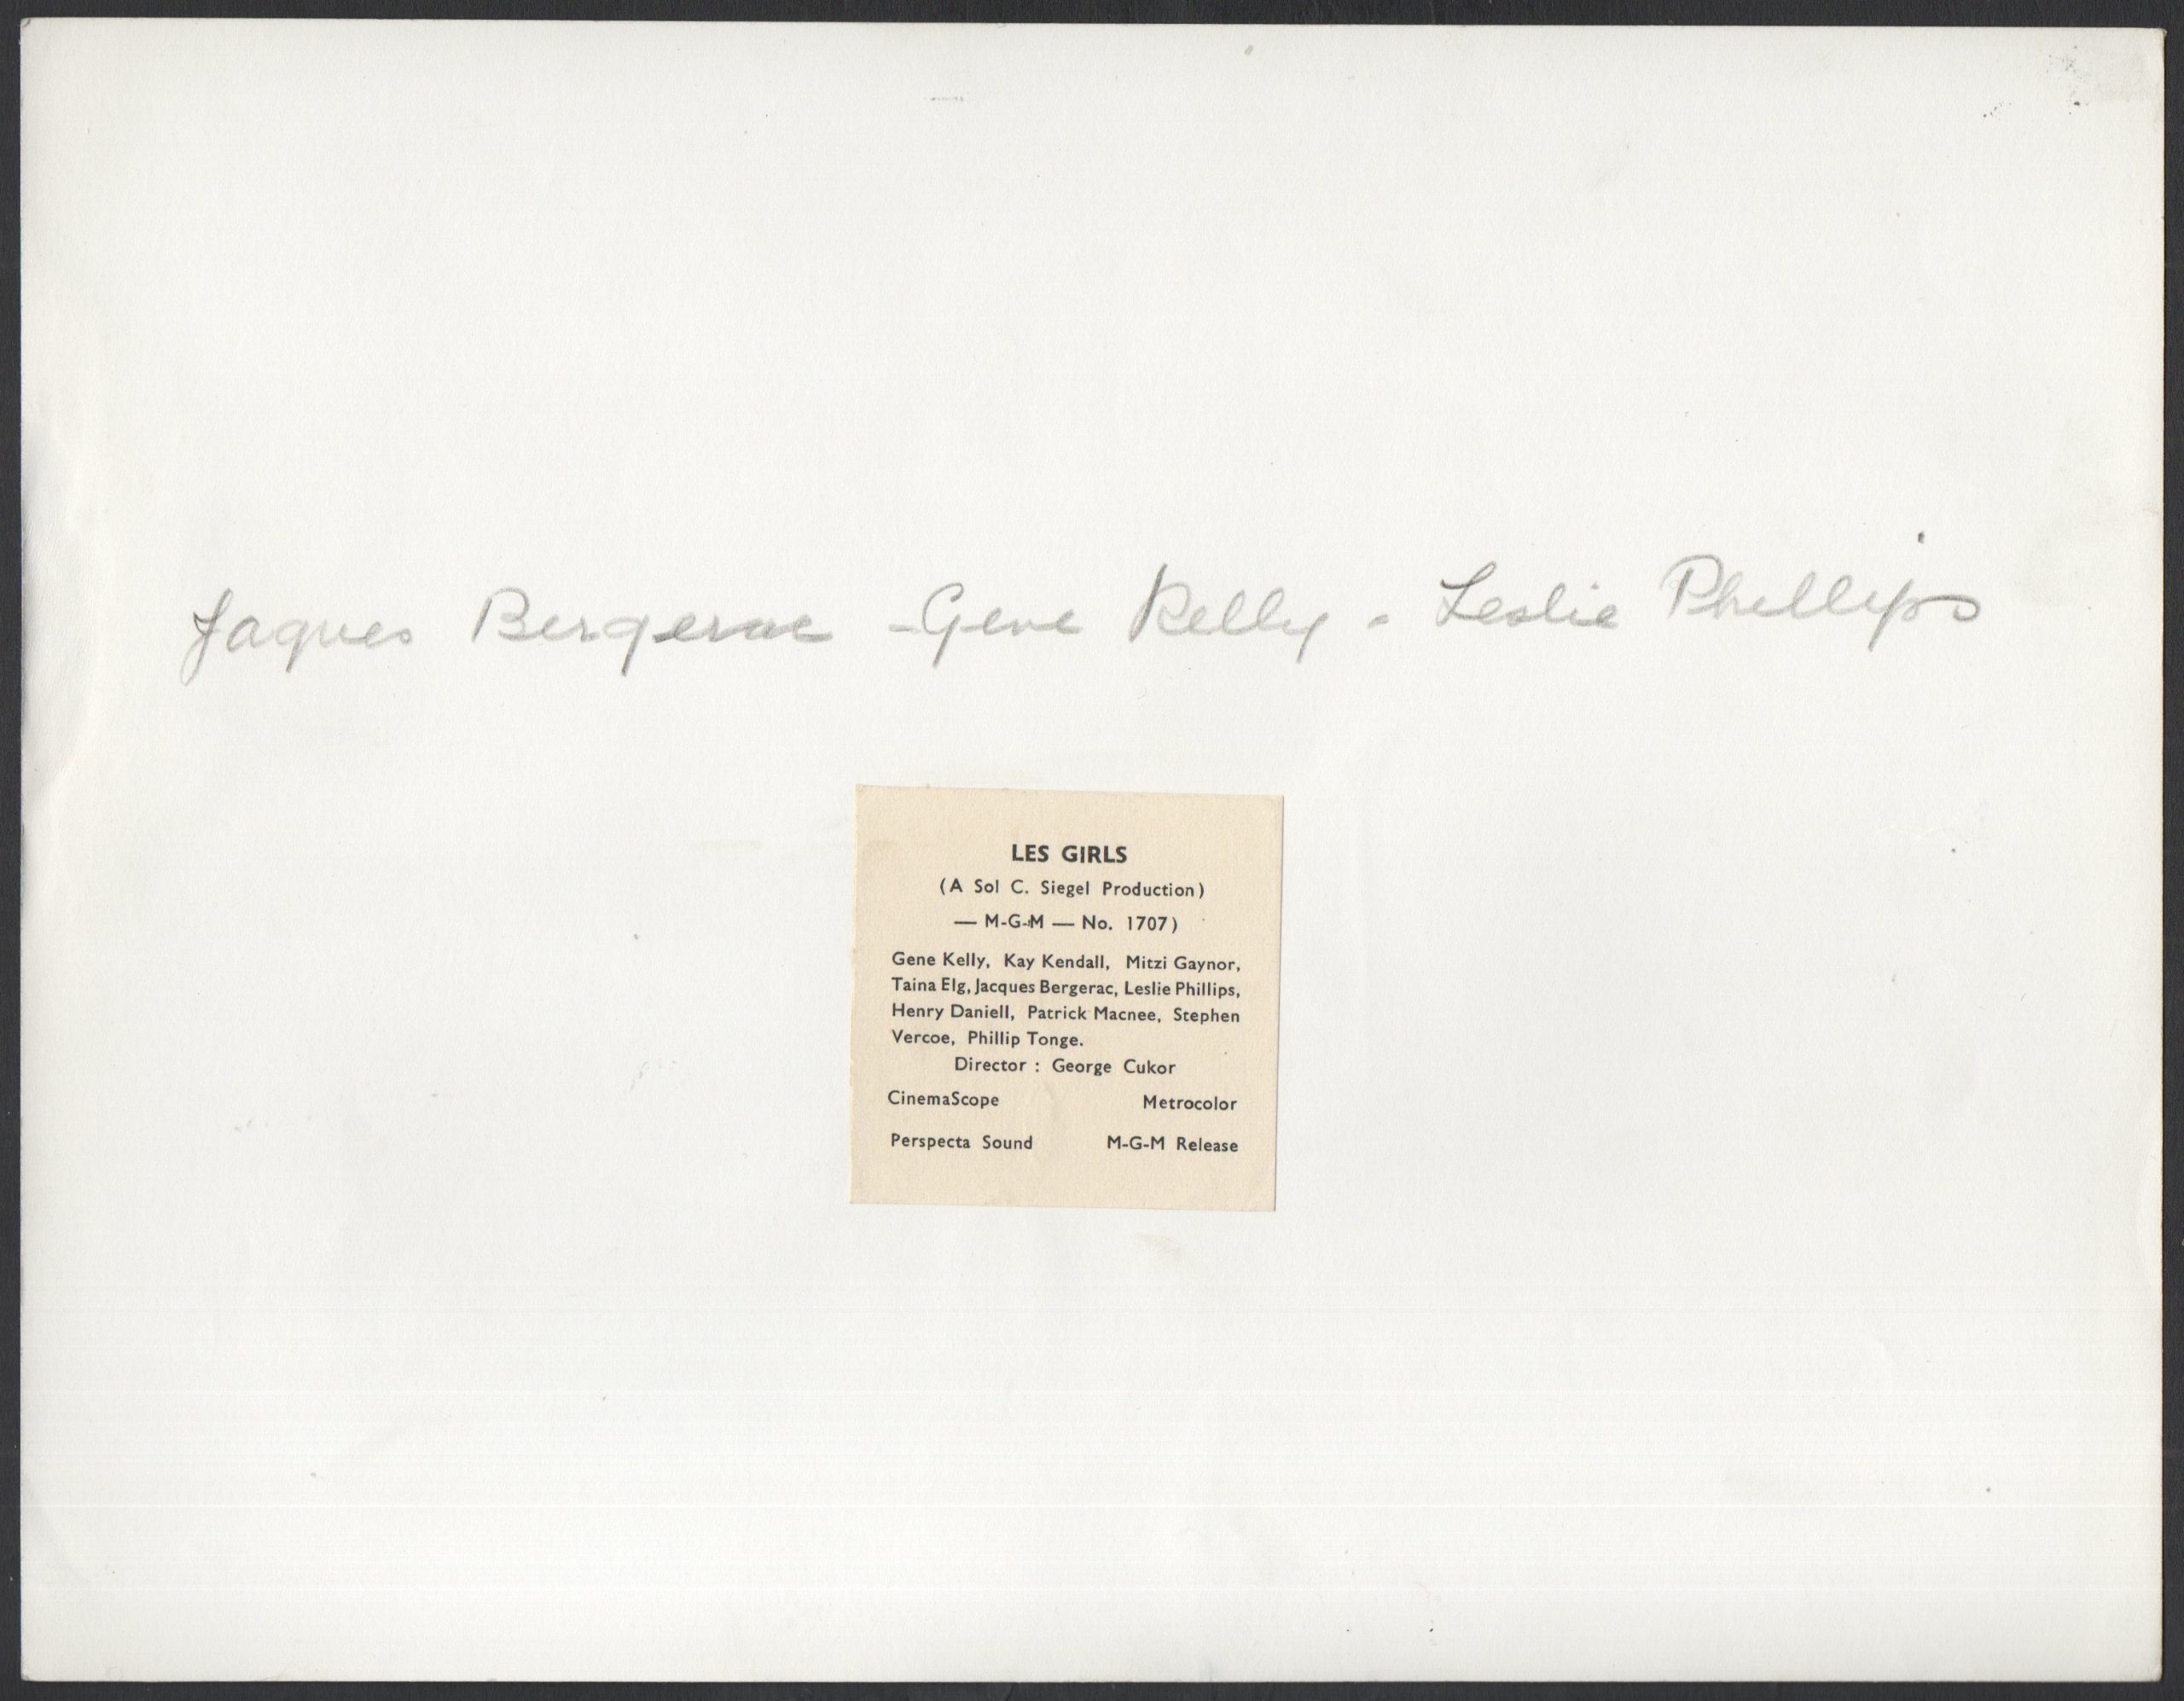 Jaques Bergerac - Gene Kelly - Leslie Phillips
LES GIRLS
(A Sol C. Siegel Production)
— M-G-M — No. 1707)
Gene Kelly, Kay Kendall, Mitzi Gaynor,
Taina Elg, Jacques Bergerac, Leslie Phillips,
Henry Daniell, Patrick Macnee, Stephen
Vercoe, Phillip Tonge.
Director : George Cukor
CinemaScope Metrocolor
Perspecta Sound M-G-M Release